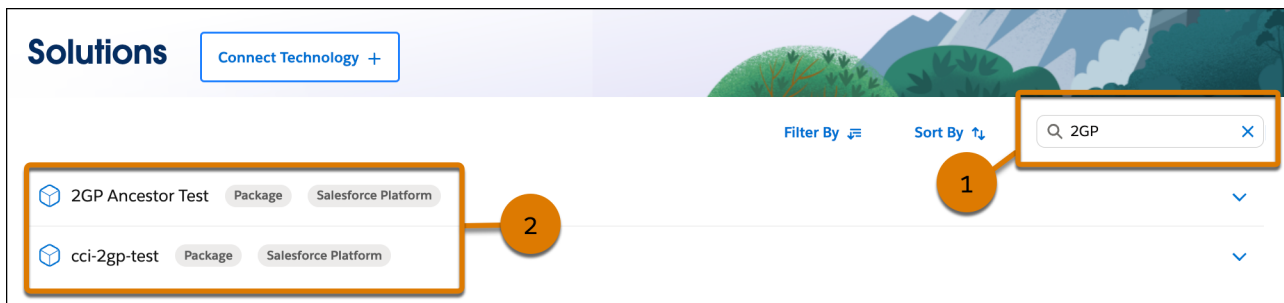 Solutions
Connect Technology +
Filter By
Sort By
2GP
1
2GP Ancestor Test Package Salesforce Platform
2
cci-2gp-test Package Salesforce Platform